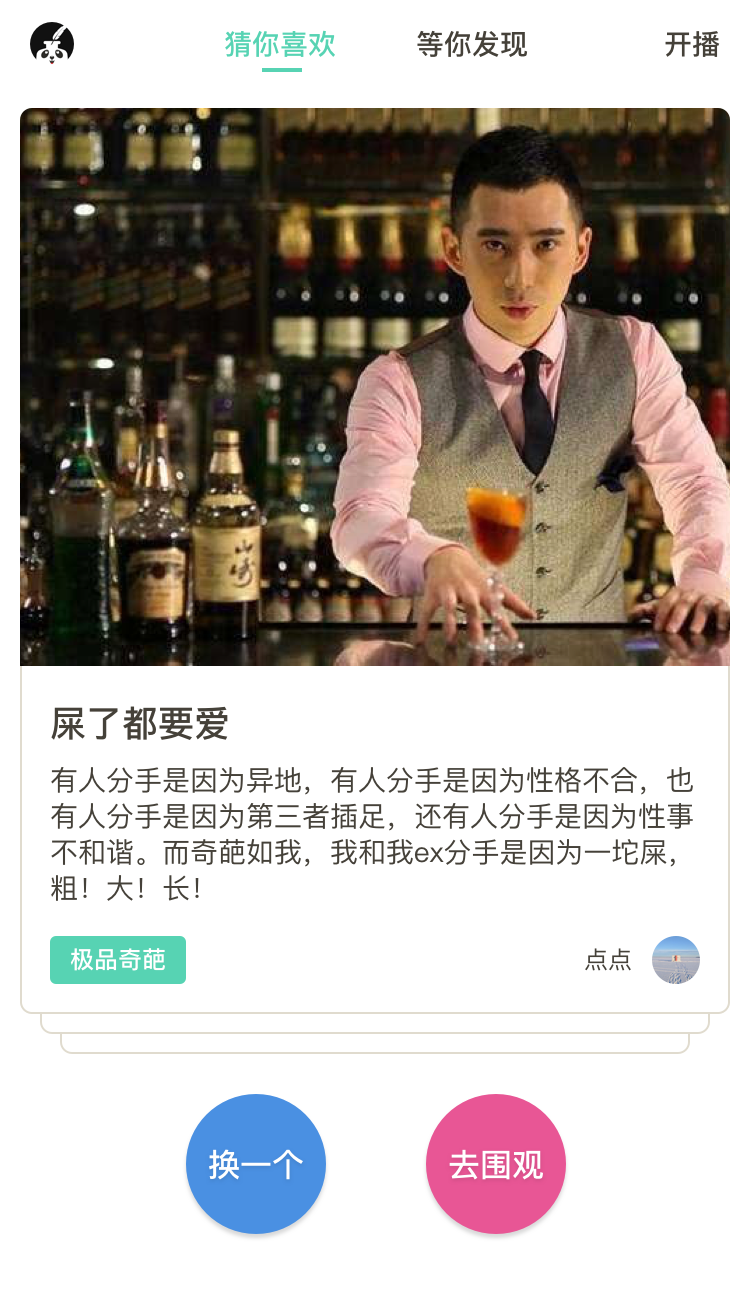 猜你喜欢
等你发现
开播
山崎
屎了都要爱
有人分手是因为异地，有人分手是因为性格不合，也
有人分手是因为第三者插足，还有人分手是因为性事
不和谐。而奇葩如我，我和我ex分手是因为一坨屎，
粗！大！长！
极品奇葩
点点
换一个
去围观